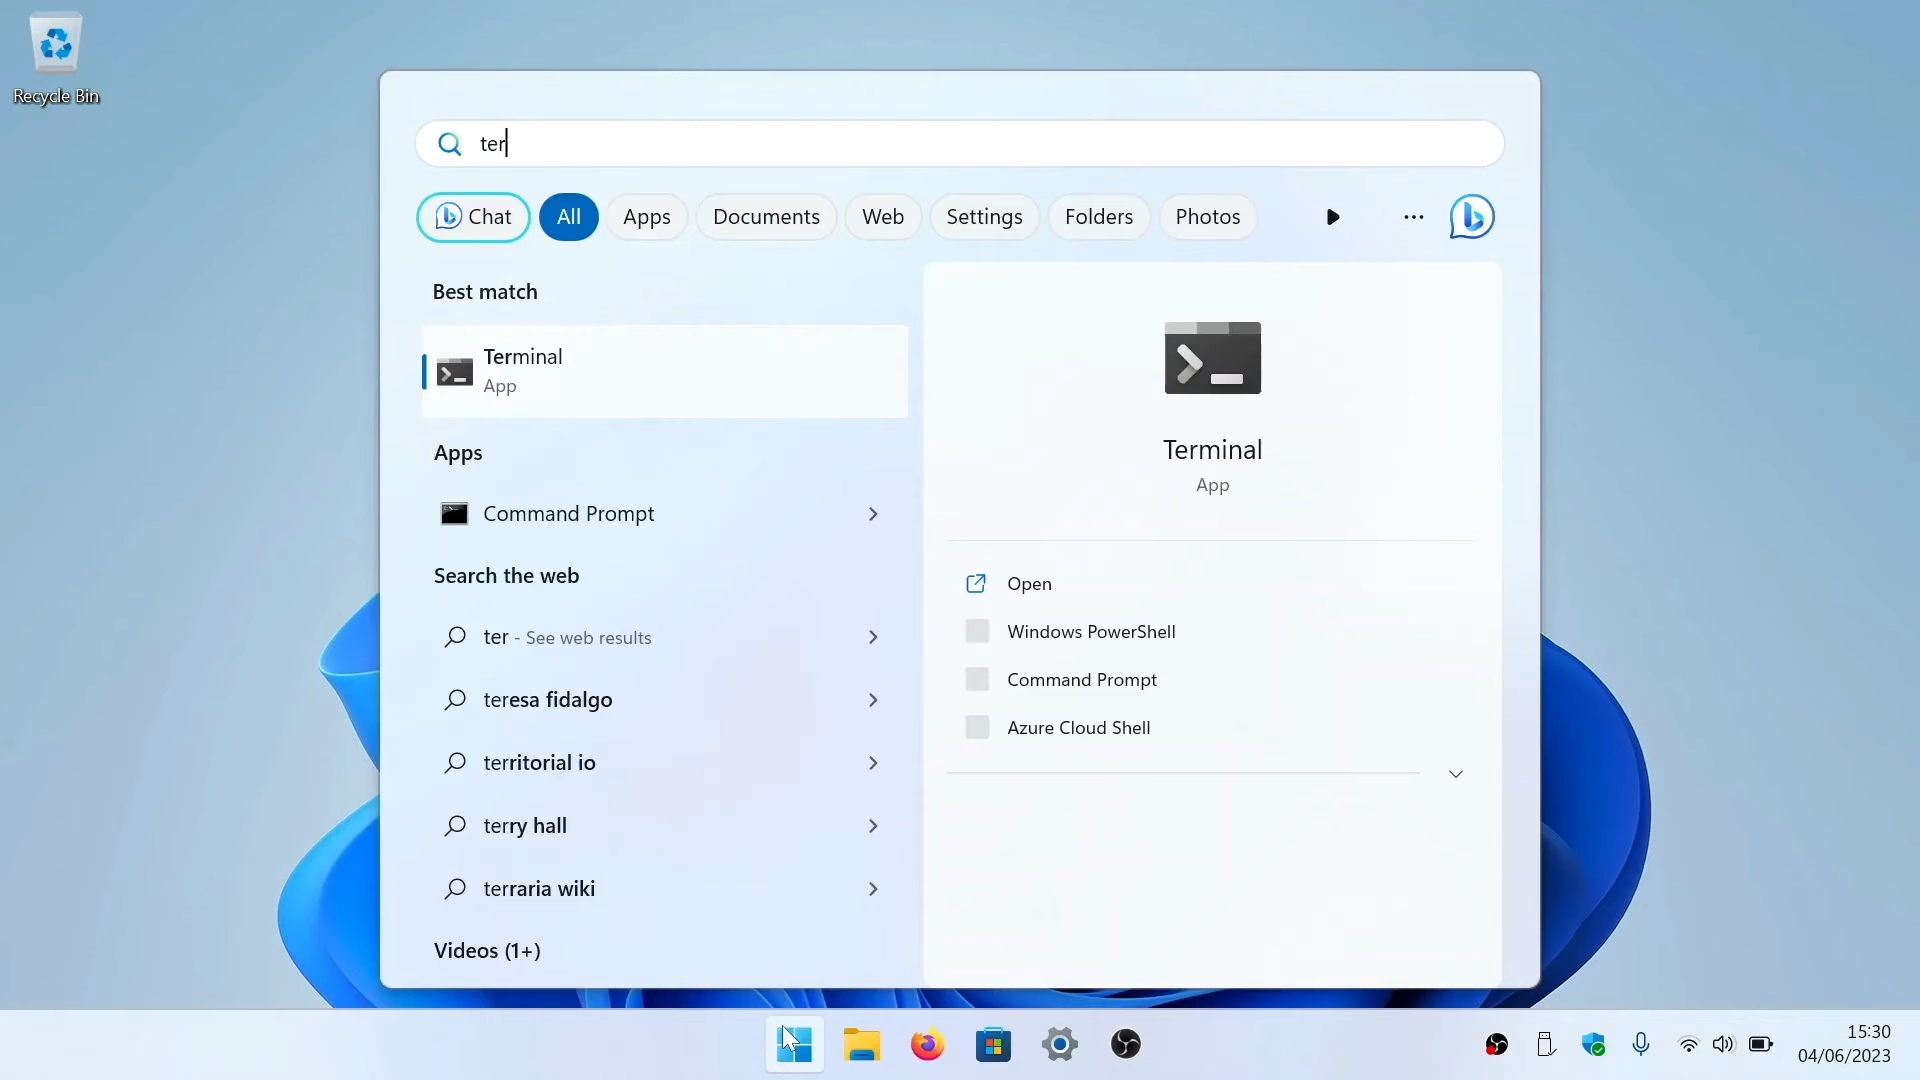 Recycle Bin
ter
Chat
All
Apps
Documents
Web
Settings
Folders
Photos
Best match
Terminal
App
Apps
Command Prompt
Search the web
ter - See web results
teresa fidalgo
territorial io
terry hall
terraria wiki
Videos (1+)
Terminal
App
Open
Windows PowerShell
Command Prompt
Azure Cloud Shell
15:30
04/06/2023